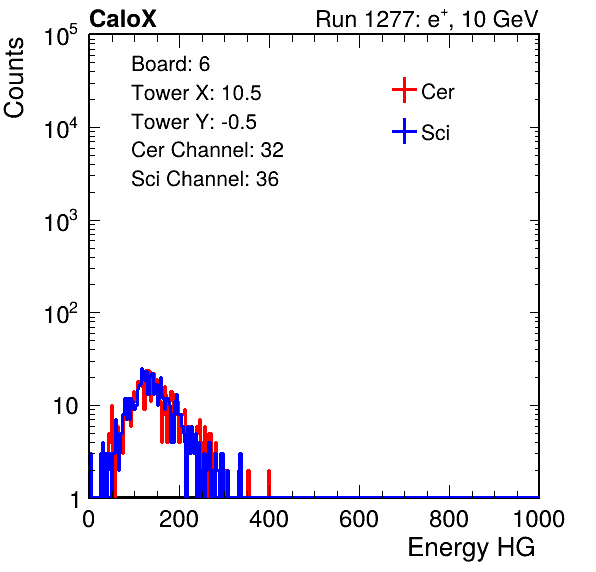 CaloX Run 1277: e⁺, 10 GeV
Counts
Board: 6
Tower X: 10.5
Tower Y: -0.5
Cer Channel: 32
Sci Channel: 36
Cer
Sci
10⁵
10⁴
10³
10²
10
1
0 200 400 600 800 1000
Energy HG